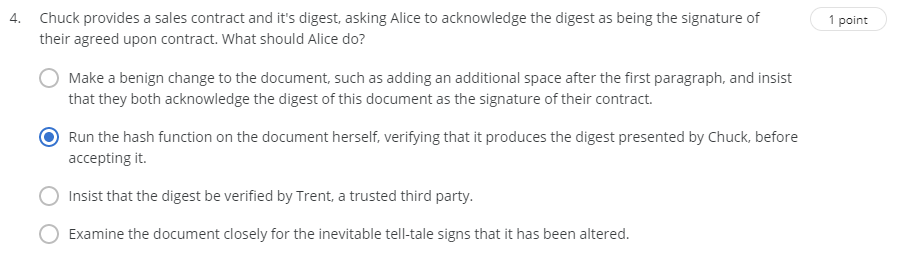 4. Chuck provides a sales contract and it's digest, asking Alice to acknowledge the digest as being the signature of
1 point
their agreed upon contract. What should Alice do?
Make a benign change to the document, such as adding an additional space after the first paragraph, and insist
that they both acknowledge the digest of this document as the signature of their contract.
Run the hash function on the document herself, verifying that it produces the digest presented by Chuck, before
accepting it.
Insist that the digest be verified by Trent, a trusted third party.
Examine the document closely for the inevitable tell-tale signs that it has been altered.